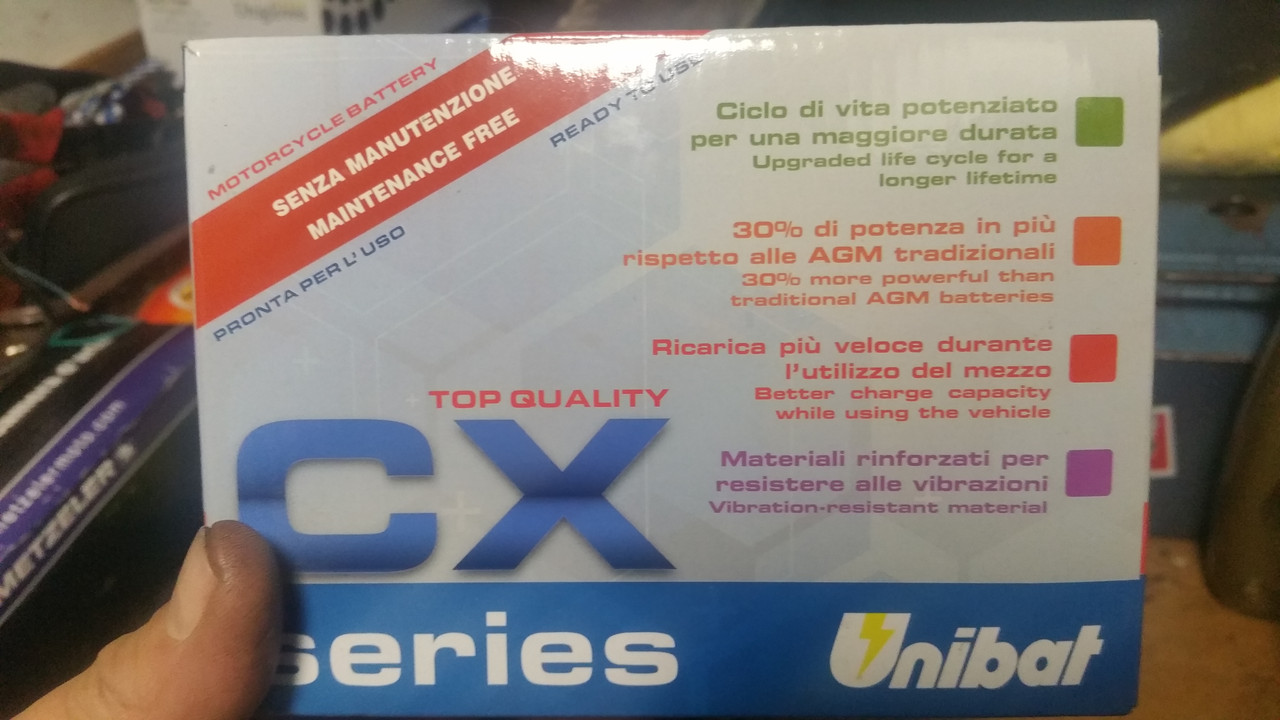 MOTORCYCLE BATTERY
SENZA MANUTENZIONE
MAINTENANCE FREE
READY TO USE
PRONTA PER L'USO
Ciclo di vita potenziato
per una maggiore durata
Upgraded life cycle for a
longer lifetime
30% di potenza in più
rispetto alle AGM tradizionali
30% more powerful than
traditional AGM batteries
Ricarica più veloce durante
l'utilizzo del mezzo
Better charge capacity
while using the vehicle
Materiali rinforzati per
resistere alle vibrazioni
Vibration-resistant material
TOP QUALITY
CX
series
Unibat
METZELER